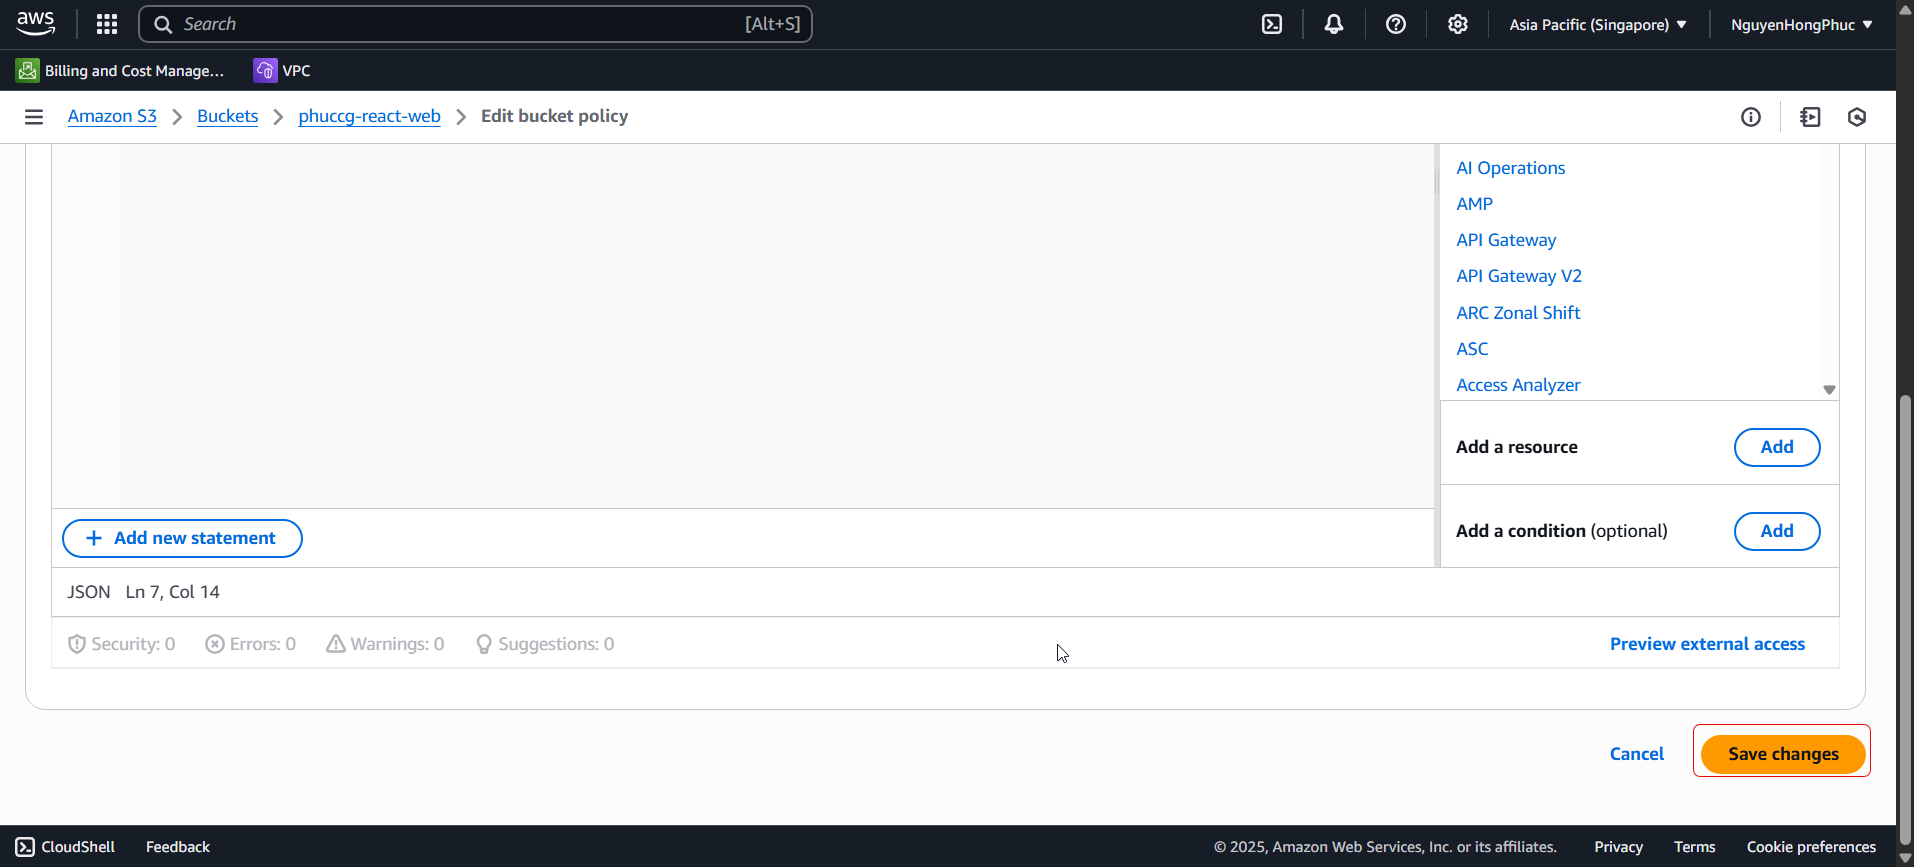 aws
Search [Alt+S]
Asia Pacific (Singapore)
NguyenHongPhuc
Billing and Cost Manage...
VPC
Amazon S3
Buckets
phuccg-react-web
Edit bucket policy
AI Operations
AMP
API Gateway
API Gateway V2
ARC Zonal Shift
ASC
Access Analyzer
Add a resource
Add
Add a condition (optional)
Add
+ Add new statement
JSON Ln 7, Col 14
Security: 0
Errors: 0
Warnings: 0
Suggestions: 0
Preview external access
Cancel
Save changes
CloudShell
Feedback
© 2025, Amazon Web Services, Inc. or its affiliates.
Privacy
Terms
Cookie preferences